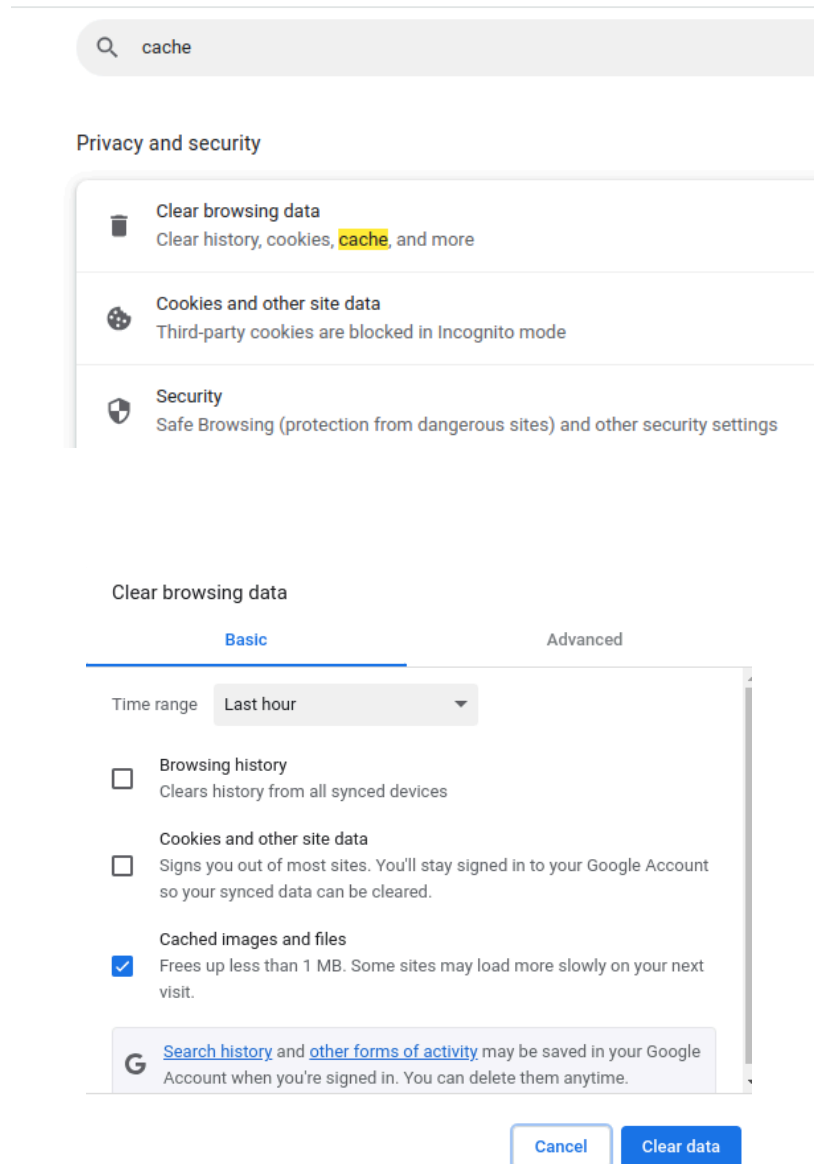 cache
Privacy and security
Clear browsing data
Clear history, cookies, cache, and more
Cookies and other site data
Third-party cookies are blocked in Incognito mode
Security
Safe Browsing (protection from dangerous sites) and other security settings
Clear browsing data
Basic Advanced
Time range Last hour
Browsing history
Clears history from all synced devices
Cookies and other site data
Signs you out of most sites. You'll stay signed in to your Google Account
so your synced data can be cleared.
Cached images and files
Frees up less than 1 MB. Some sites may load more slowly on your next
visit.
G Search history and other forms of activity may be saved in your Google
Account when you're signed in. You can delete them anytime.
Cancel Clear data